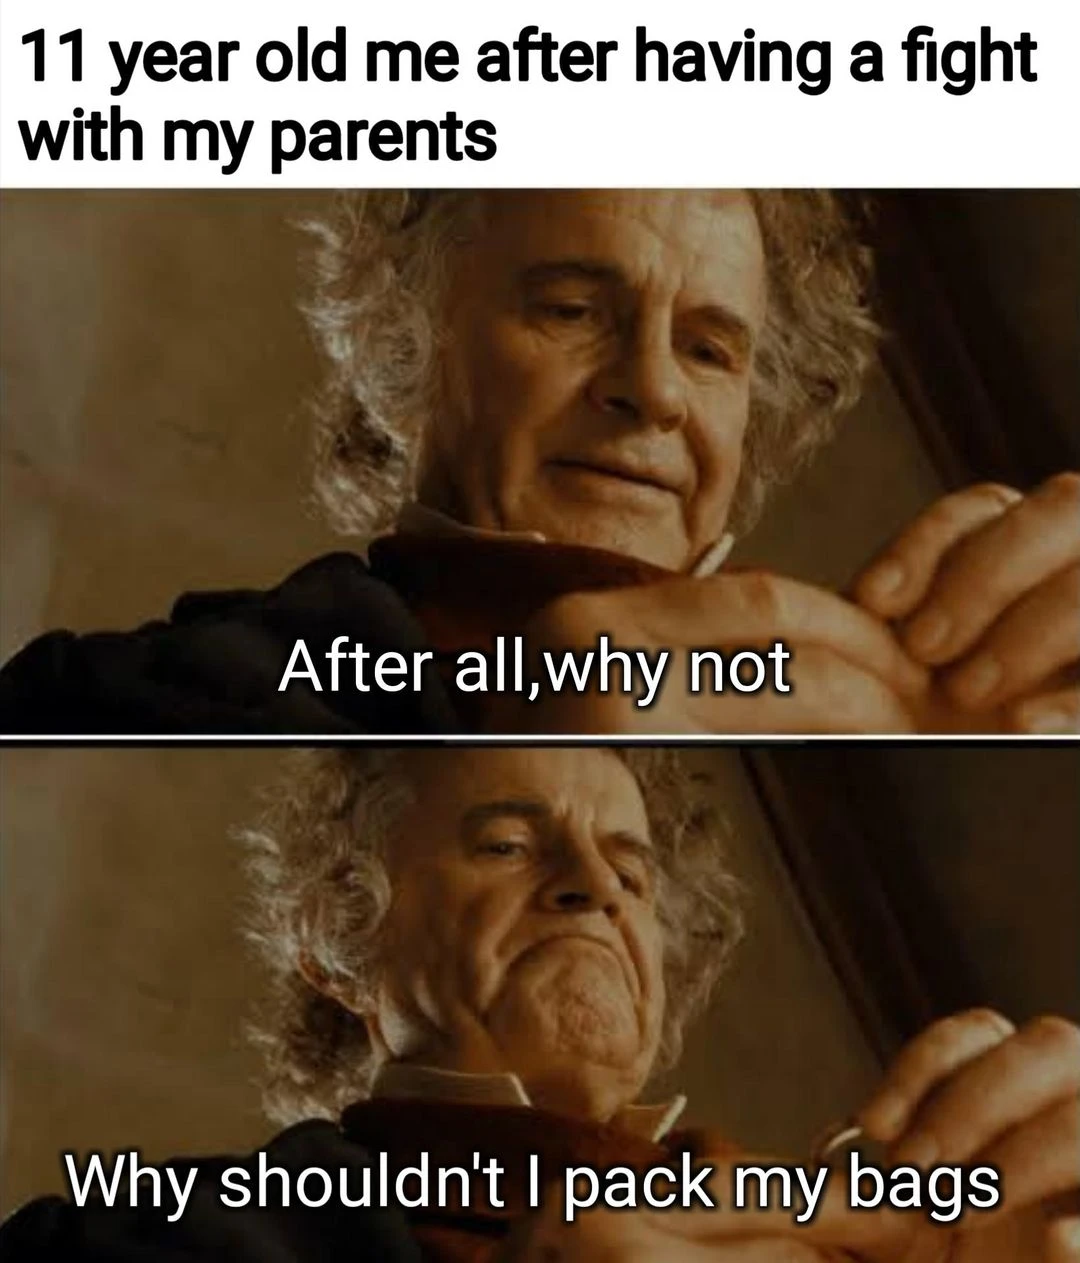 11 year old me after having a fight
with my parents
After all,why not
Why shouldn't I pack my bags